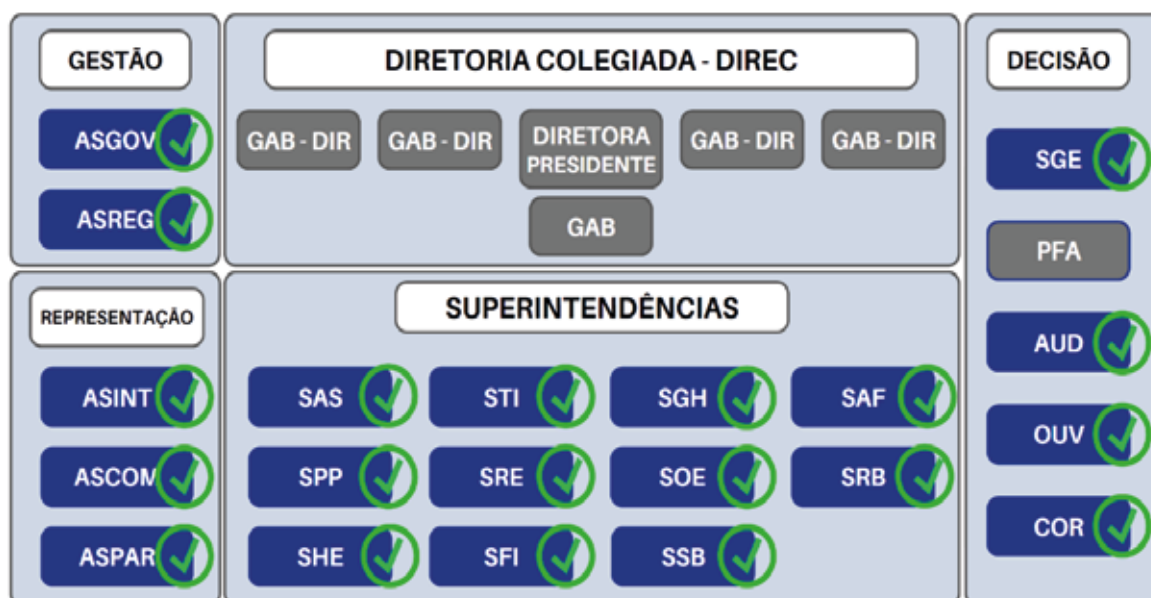 GESTÃO
ASGOV
ASREG
DIRETORIA COLEGIADA - DIREC
GAB - DIR
GAB - DIR
DIRETORA
PRESIDENTE
GAB - DIR
GAB - DIR
GAB
DECISÃO
SGE
PFA
AUD
OUV
COR
REPRESENTAÇÃO
ASINT
ASCOM
ASPAR
SUPERINTENDÊNCIAS
SAS
STI
SGH
SAF
SPP
SRE
SOE
SRB
SHE
SFI
SSB